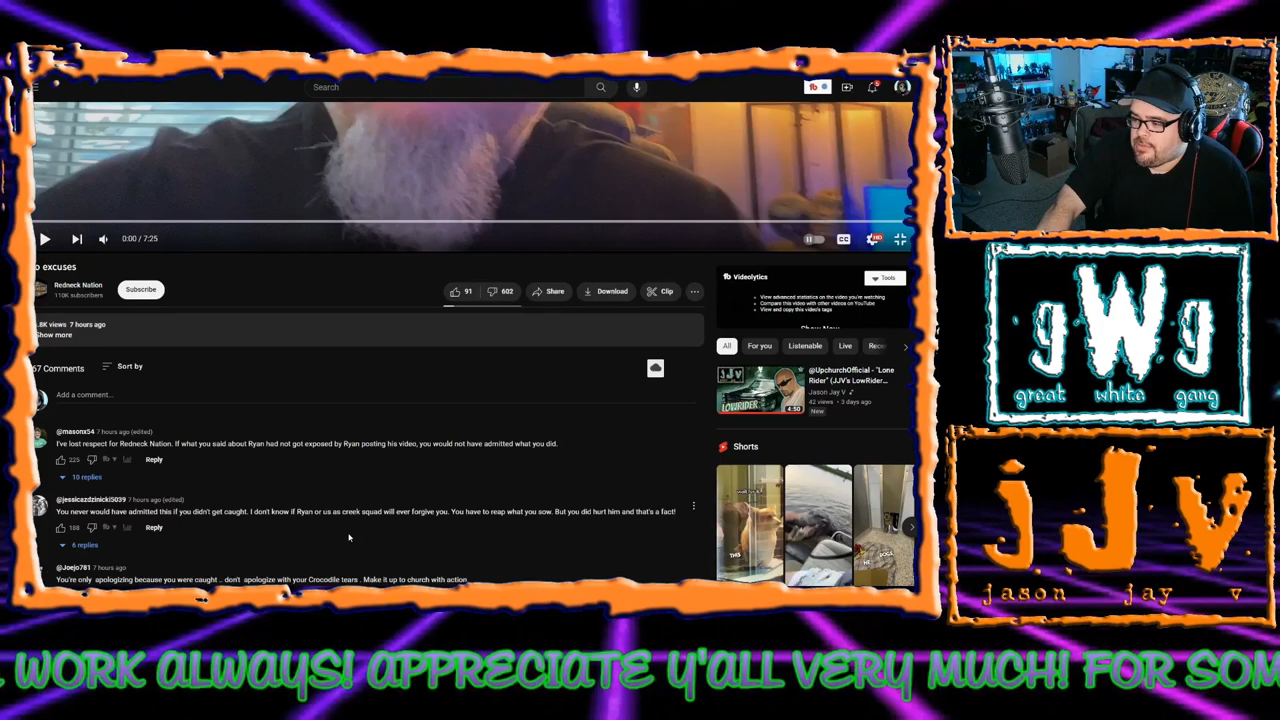 Search
0:00 / 7:25
CC
HD
o excuses
Redneck Nation
110K subscribers
Subscribe
91
602
Share
Download
Clip
.8K views 7 hours ago
Show more
67 Comments
Sort by
Add a comment...
@masonx54 7 hours ago (edited)
I've lost respect for Redneck Nation. If what you said about Ryan had not got exposed by Ryan posting his video, you would not have admitted what you did.
225
Reply
10 replies
@jessicazdzinicki5039 7 hours ago (edited)
You never would have admitted this if you didn't get caught. I don't know if Ryan or us as creek squad will ever forgive you. You have to reap what you sow. But you did hurt him and that's a fact!
188
Reply
6 replies
@Joejo781 7 hours ago
You're only apologizing because you were caught .. don't apologize with your Crocodile tears . Make it up to church with action
Videolytics
Tools
View advanced statistics on the video you're watching
Compare this video with other videos on YouTube
View and copy this video's tags
Show Now
All
For you
Listenable
Live
Rece
@UpchurchOfficial - "Lone
Rider" (JJV's LowRider...
Jason Jay V
42 views • 3 days ago
New
LOWRIDER
4:50
Shorts
THIS
gWg
great white gang
jJV
jason jay v
WORK ALWAYS! APPRECIATE Y'ALL VERY MUCH! FOR SOM